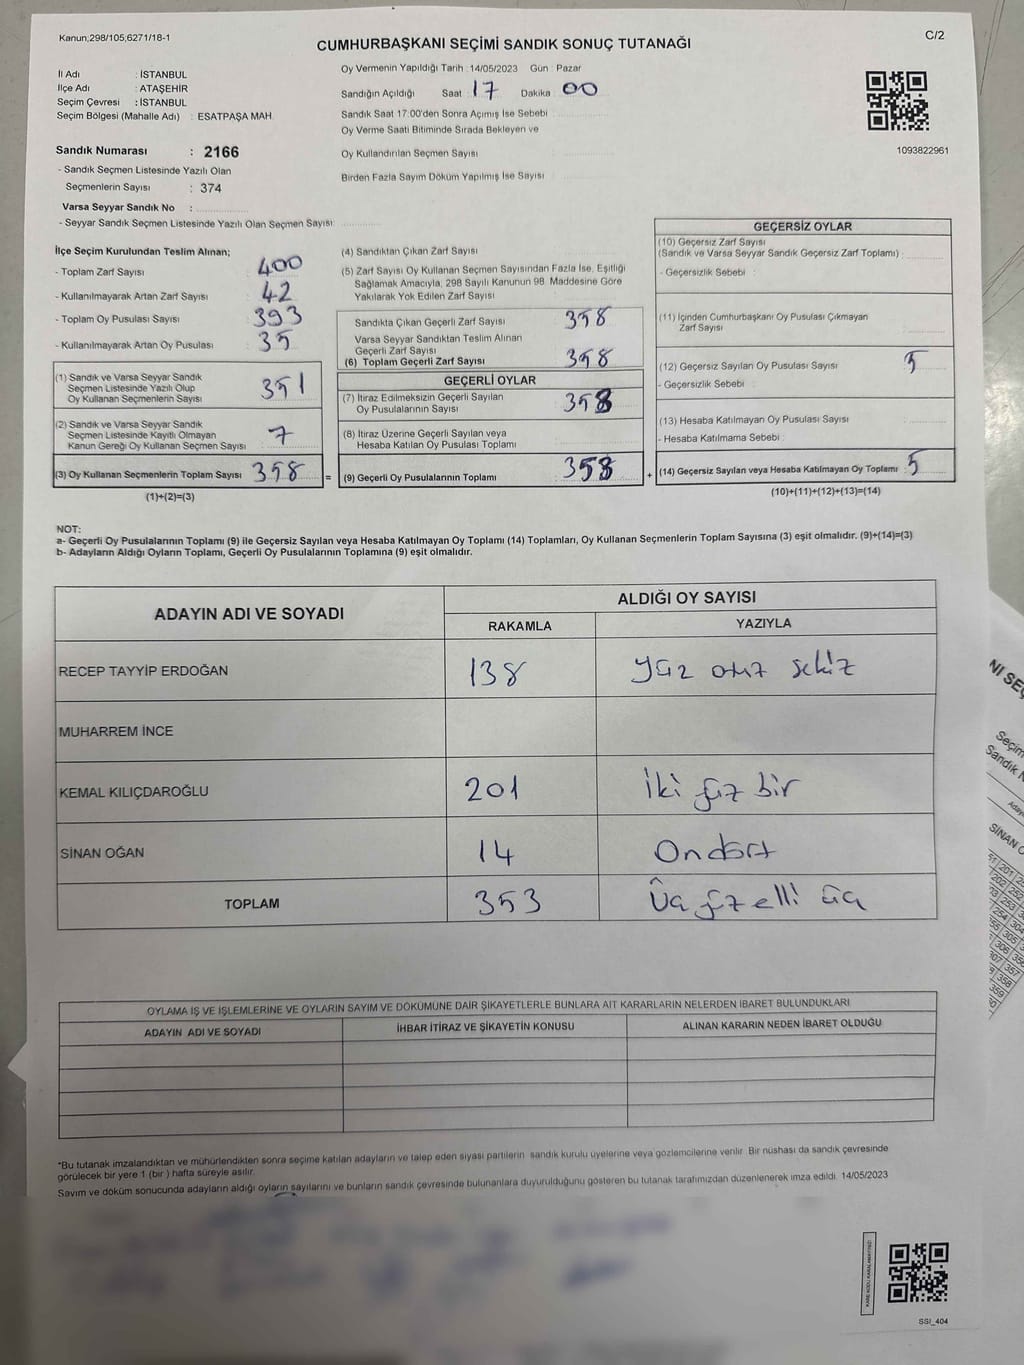 Kanun;298/105;6271/18-1
C/2
CUMHURBAŞKANI SEÇİMİ SANDIK SONUÇ TUTANAĞI
İl Adı : İSTANBUL
İlçe Adı : ATAŞEHİR
Seçim Çevresi : İSTANBUL
Seçim Bölgesi (Mahalle Adı) : ESATPAŞA MAH.
Oy Vermenin Yapıldığı Tarih :14/05/2023 Gün : Pazar
Sandığın Açıldığı Saat : 17 Dakika : 00
Sandık Saat 17:00'den Sonra Açımış İse Sebebi
Oy Verme Saati Bitiminde Sırada Bekleyen ve
Oy Kullandırılan Seçmen Sayısı
Birden Fazla Sayım Döküm Yapılmış İse Sayısı
1093822961
Sandık Numarası : 2166
- Sandık Seçmen Listesinde Yazılı Olan
Seçmenlerin Sayısı : 374
Varsa Seyyar Sandık No :
- Seyyar Sandık Seçmen Listesinde Yazılı Olan Seçmen Sayısı:
İlçe Seçim Kurulundan Teslim Alınan;
- Toplam Zarf Sayısı 400
- Kullanılmayarak Artan Zarf Sayısı 42
- Toplam Oy Pusulası Sayısı 393
- Kullanılmayarak Artan Oy Pusulası 35
(1) Sandık ve Varsa Seyyar Sandık
Seçmen Listesinde Yazılı Olup
Oy Kullanan Seçmenlerin Sayısı 351
(2) Sandık ve Varsa Seyyar Sandık
Seçmen Listesinde Kayıtlı Olmayan
Kanun Gereği Oy Kullanan Seçmen Sayısı 7
(3) Oy Kullanan Seçmenlerin Toplam Sayısı 358 =
(1)+(2)=(3)
(4) Sandıktan Çıkan Zarf Sayısı
(5) Zarf Sayısı Oy Kullanan Seçmen Sayısından Fazla İse, Eşitliği
Sağlamak Amacıyla, 298 Sayılı Kanunun 98. Maddesine Göre
Yakılarak Yok Edilen Zarf Sayısı
Sandıkta Çıkan Geçerli Zarf Sayısı 358
Varsa Seyyar Sandıktan Teslim Alınan
Geçerli Zarf Sayısı
(6) Toplam Geçerli Zarf Sayısı 358
GEÇERLİ OYLAR
(7) İtiraz Edilmeksizin Geçerli Sayılan
Oy Pusulalarının Sayısı 358
(8) İtiraz Üzerine Geçerli Sayılan veya
Hesaba Katılan Oy Pusulası Toplamı
(9) Geçerli Oy Pusulalarının Toplamı 358 +
GEÇERSİZ OYLAR
(10) Geçersiz Zarf Sayısı
(Sandık ve Varsa Seyyar Sandık Geçersiz Zarf Toplamı) :
- Geçersizlik Sebebi :
(11) İçinden Cumhurbaşkanı Oy Pusulası Çıkmayan
Zarf Sayısı
(12) Geçersiz Sayılan Oy Pusulası Sayısı 5
- Geçersizlik Sebebi :
(13) Hesaba Katılmayan Oy Pusulası Sayısı
- Hesaba Katılmama Sebebi :
(14) Geçersiz Sayılan veya Hesaba Katılmayan Oy Toplamı 5
(10)+(11)+(12)+(13)=(14)
NOT:
a- Geçerli Oy Pusulalarının Toplamı (9) ile Geçersiz Sayılan veya Hesaba Katılmayan Oy Toplamı (14) Toplamları, Oy Kullanan Seçmenlerin Toplam Sayısına (3) eşit olmalıdır. (9)+(14)=(3)
b- Adayların Aldığı Oyların Toplamı, Geçerli Oy Pusulalarının Toplamına (9) eşit olmalıdır.
ADAYIN ADI VE SOYADI
ALDIĞI OY SAYISI
RAKAMLA YAZIYLA
RECEP TAYYİP ERDOĞAN 138 yüz otuz sekiz
MUHARREM İNCE
KEMAL KILIÇDAROĞLU 201 iki yüz bir
SİNAN OĞAN 14 Ondört
TOPLAM 353 Üç yüz elli üç
OYLAMA İŞ VE İŞLEMLERİNE VE OYLARIN SAYIM VE DÖKÜMÜNE DAİR ŞİKAYETLERLE BUNLARA AİT KARARLARIN NELERDEN İBARET BULUNDUKLARI
ADAYIN ADI VE SOYADI İHBAR İTİRAZ VE ŞİKAYETİN KONUSU ALINAN KARARIN NEDEN İBARET OLDUĞU
*Bu tutanak imzalandıktan ve mühürlendikten sonra seçime katılan adayların ve talep eden siyasi partilerin sandık kurulu üyelerine veya gözlemcilerine verilir. Bir nüshası da sandık çevresinde
görülecek bir yere 1 (bir ) hafta süreyle asılır.
Sayım ve döküm sonucunda adayların aldığı oyların sayılarını ve bunların sandık çevresinde bulunanlara duyurulduğunu gösteren bu tutanak tarafımızdan düzenlenerek imza edildi. 14/05/2023
SSI_404